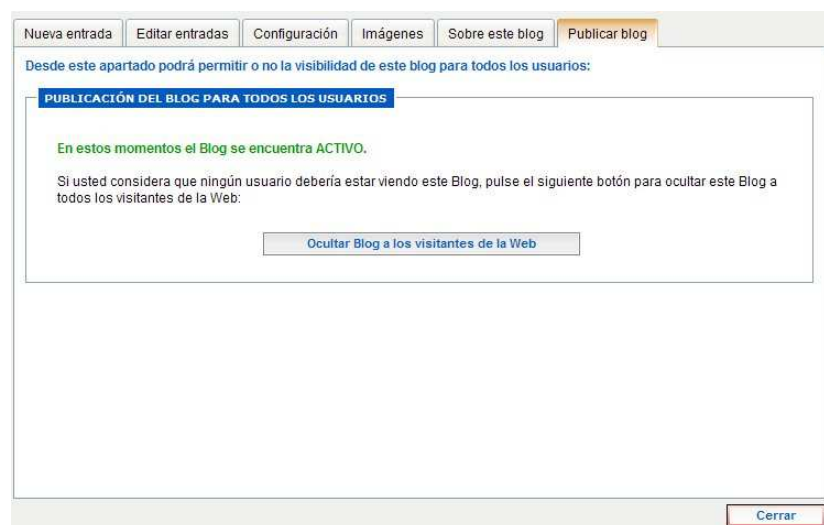 Nueva entrada Editar entradas Configuración Imágenes Sobre este blog Publicar blog
Desde este apartado podrá permitir o no la visibilidad de este blog para todos los usuarios:
PUBLICACIÓN DEL BLOG PARA TODOS LOS USUARIOS
En estos momentos el Blog se encuentra ACTIVO.
Si usted considera que ningún usuario debería estar viendo este Blog, pulse el siguiente botón para ocultar este Blog a
todos los visitantes de la Web:
Ocultar Blog a los visitantes de la Web
Cerrar